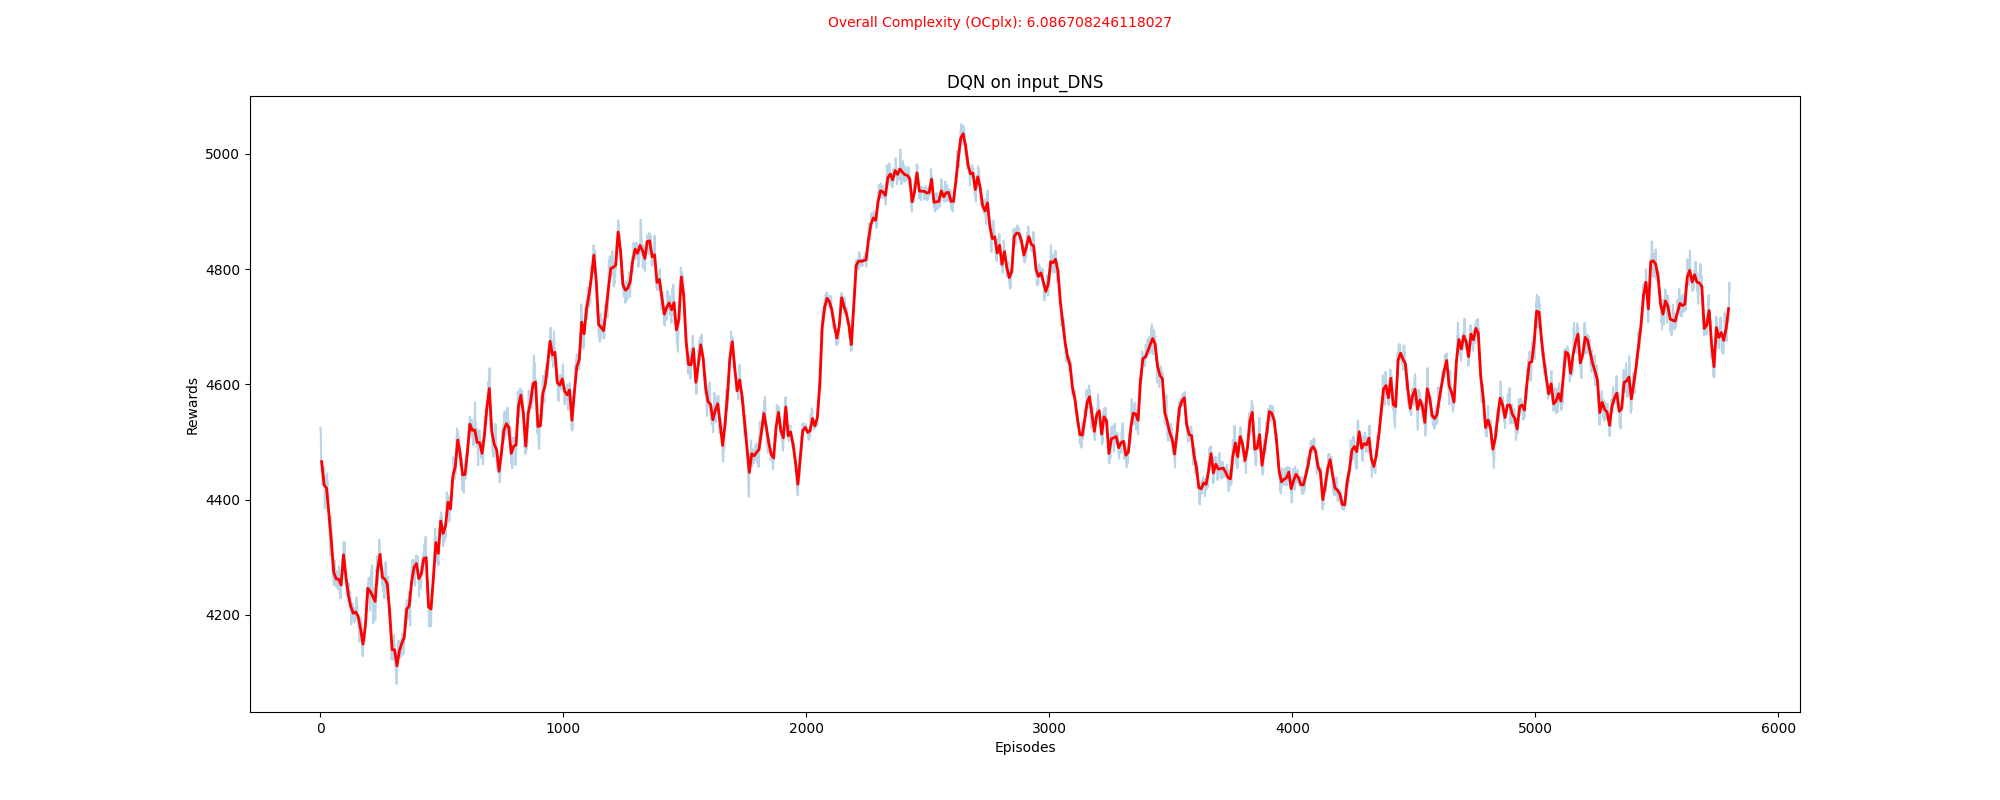 Overall Complexity (OCplx): 6.086708246118027
DQN on input_DNS
Rewards
5000
4800
4600
4400
4200
0 1000 2000 3000 4000 5000 6000
Episodes